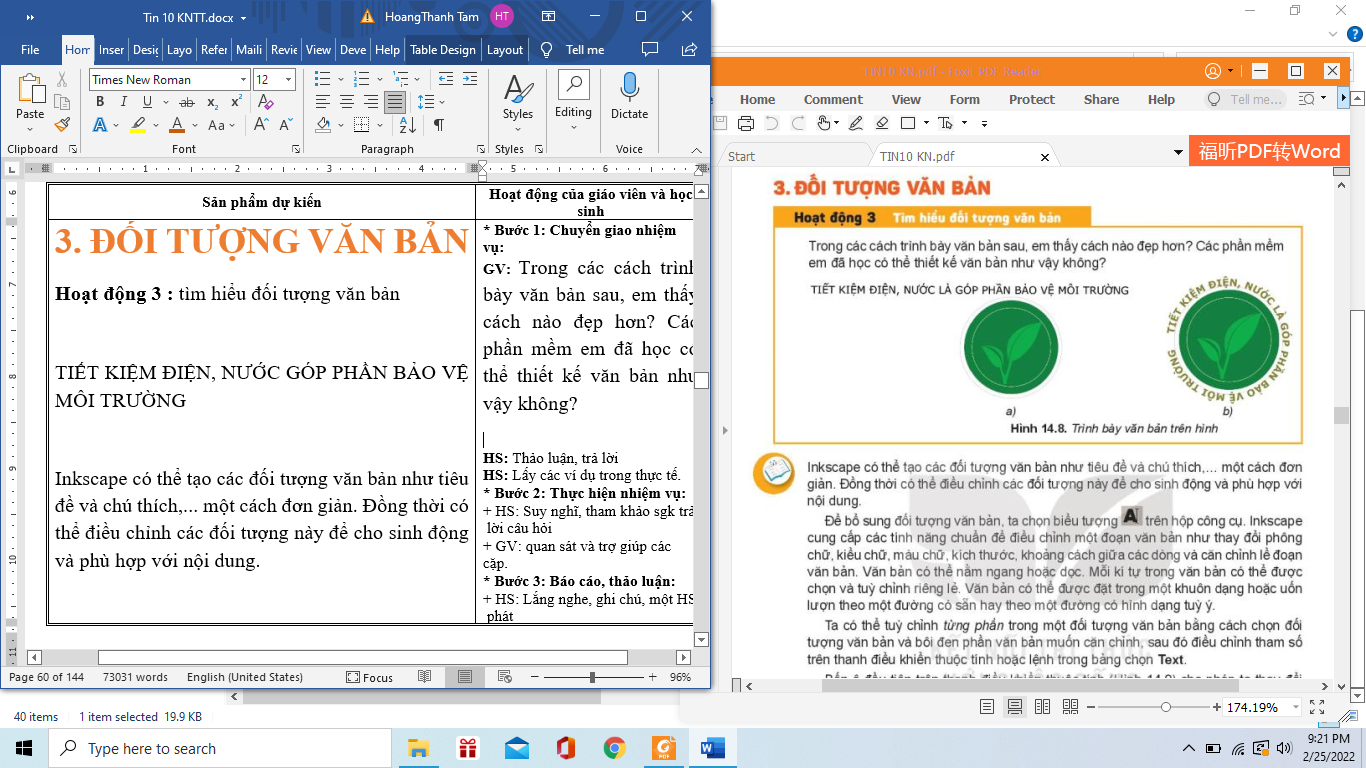 Tin 10 KNTT.docx
HoangThanh Tam
HT
File
Hom
Inser
Desig
Layo
Refer
Maili
Revie
View
Deve
Help
Table Design
Layout
Tell me
Times New Roman
12
Paste
Styles
Editing
Dictate
Clipboard
Font
Paragraph
Styles
Voice
Sản phẩm dự kiến
Hoạt động của giáo viên và học
sinh
3. ĐỐI TƯỢNG VĂN BẢN
Hoạt động 3 : tìm hiểu đối tượng văn bản
TIẾT KIỆM ĐIỆN, NƯỚC GÓP PHẦN BẢO VỆ
MÔI TRƯỜNG
Inkscape có thể tạo các đối tượng văn bản như tiêu
đề và chú thích,... một cách đơn giản. Đồng thời có
thể điều chỉnh các đối tượng này để cho sinh động
và phù hợp với nội dung.
* Bước 1: Chuyển giao nhiệm
vụ:
GV: Trong các cách trình
bày văn bản sau, em thấy
cách nào đẹp hơn? Các
phần mềm em đã học có
thể thiết kế văn bản như
vậy không?
HS: Thảo luận, trả lời
HS: Lấy các ví dụ trong thực tế.
* Bước 2: Thực hiện nhiệm vụ:
+ HS: Suy nghĩ, tham khảo sgk trả
lời câu hỏi
+ GV: quan sát và trợ giúp các
cặp.
* Bước 3: Báo cáo, thảo luận:
+ HS: Lắng nghe, ghi chú, một HS
phát
Page 60 of 144
73031 words
English (United States)
Focus
96%
40 items
1 item selected 19.9 KB
TIN10 KN.pdf - Foxit PDF Reader
Home
Comment
View
Form
Protect
Share
Help
Tell me...
Start
TIN10 KN.pdf
福昕PDF转Word
3. ĐỐI TƯỢNG VĂN BẢN
Hoạt động 3 Tìm hiểu đối tượng văn bản
Trong các cách trình bày văn bản sau, em thấy cách nào đẹp hơn? Các phần mềm
em đã học có thể thiết kế văn bản như vậy không?
TIẾT KIỆM ĐIỆN, NƯỚC LÀ GÓP PHẦN BẢO VỆ MÔI TRƯỜNG
TIẾT KIỆM ĐIỆN, NƯỚC LÀ GÓP PHẦN BẢO VỆ MÔI TRƯỜNG
a)
b)
Hình 14.8. Trình bày văn bản trên hình
Inkscape có thể tạo các đối tượng văn bản như tiêu đề và chú thích,... một cách đơn
giản. Đồng thời có thể điều chỉnh các đối tượng này để cho sinh động và phù hợp với
nội dung.
Để bổ sung đối tượng văn bản, ta chọn biểu tượng A trên hộp công cụ. Inkscape
cung cấp các tính năng chuẩn để điều chỉnh một đoạn văn bản như thay đổi phông
chữ, kiểu chữ, màu chữ, kích thước, khoảng cách giữa các dòng và căn chỉnh lề đoạn
văn bản. Văn bản có thể nằm ngang hoặc dọc. Mỗi kí tự trong văn bản có thể được
chọn và tuỳ chỉnh riêng lẻ. Văn bản có thể được đặt trong một khuôn dạng hoặc uốn
lượn theo một đường có sẵn hay theo một đường có hình dạng tuỳ ý.
Ta có thể tuỳ chỉnh từng phần trong một đối tượng văn bản bằng cách chọn đối
tượng văn bản và bôi đen phần văn bản muốn căn chỉnh, sau đó điều chỉnh tham số
trên thanh điều khiển thuộc tính hoặc lệnh trong bảng chọn Text.
174.19%
Type here to search
9:21 PM
2/25/2022